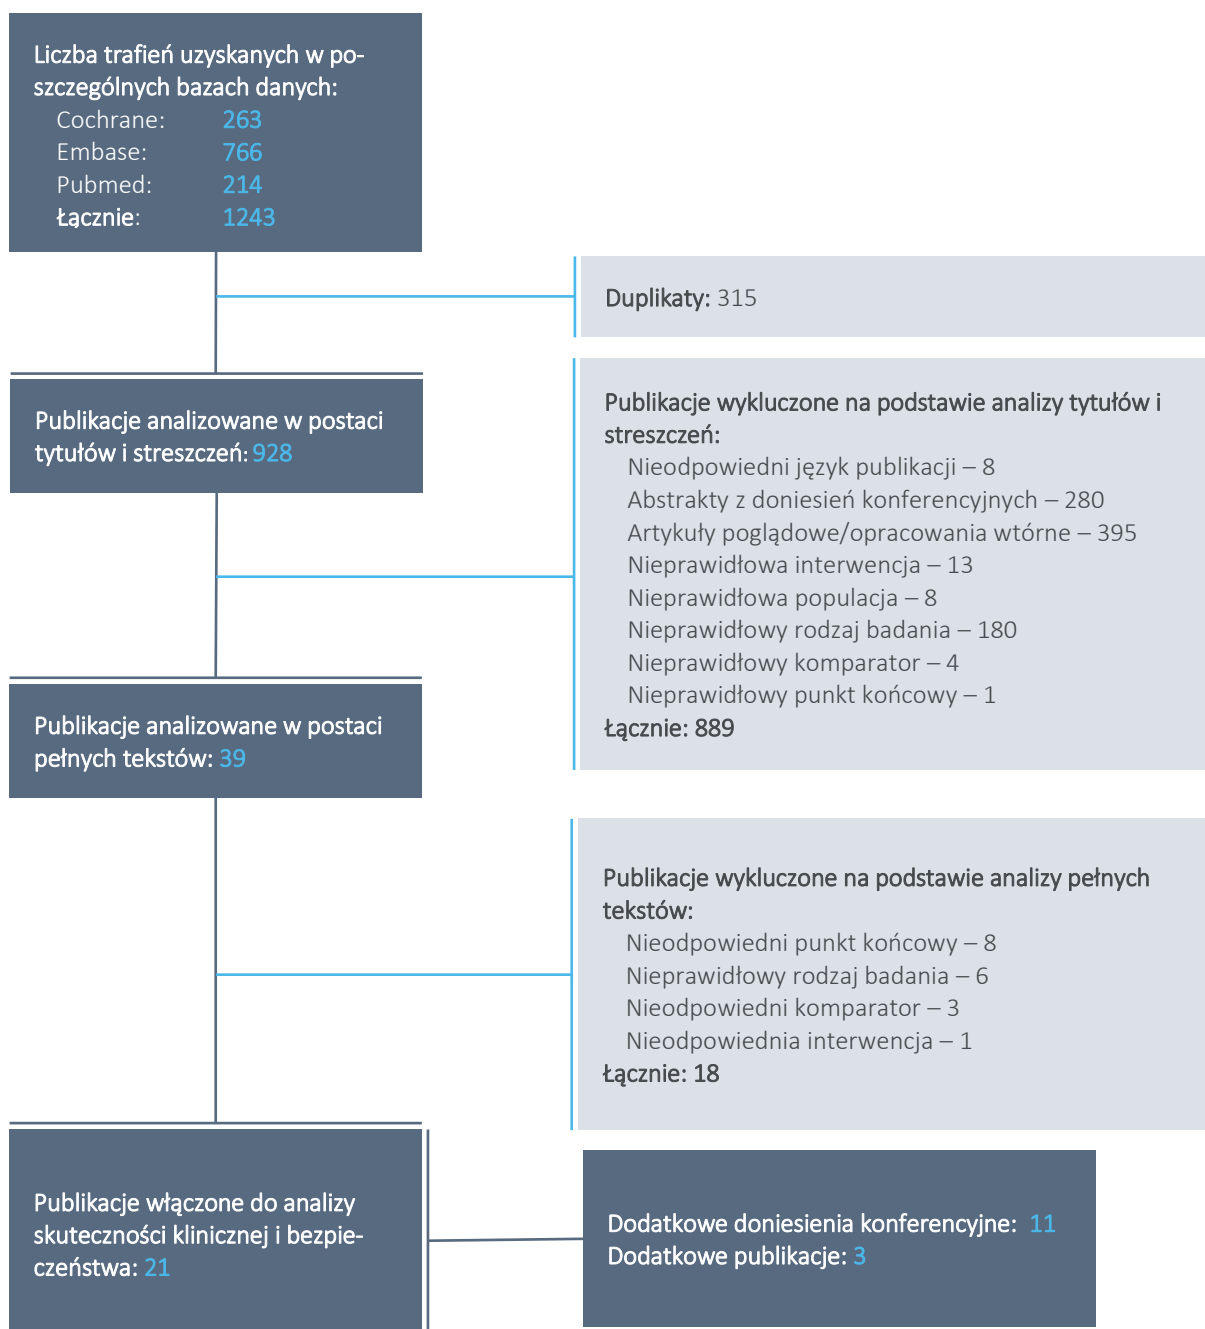 Liczba trafień uzyskanych w po-
szczególnych bazach danych:
Cochrane: 263
Embase: 766
Pubmed: 214
Łącznie: 1243
Duplikaty: 315
Publikacje analizowane w postaci
tytułów i streszczeń: 928
Publikacje wykluczone na podstawie analizy tytułów i
streszczeń:
Nieodpowiedni język publikacji – 8
Abstrakty z doniesień konferencyjnych – 280
Artykuły poglądowe/opracowania wtórne – 395
Nieprawidłowa interwencja – 13
Nieprawidłowa populacja – 8
Nieprawidłowy rodzaj badania – 180
Nieprawidłowy komparator – 4
Nieprawidłowy punkt końcowy – 1
Łącznie: 889
Publikacje analizowane w postaci
pełnych tekstów: 39
Publikacje wykluczone na podstawie analizy pełnych
tekstów:
Nieodpowiedni punkt końcowy – 8
Nieprawidłowy rodzaj badania – 6
Nieodpowiedni komparator – 3
Nieodpowiednia interwencja – 1
Łącznie: 18
Publikacje włączone do analizy
skuteczności klinicznej i bezpie-
czeństwa: 21
Dodatkowe doniesienia konferencyjne: 11
Dodatkowe publikacje: 3